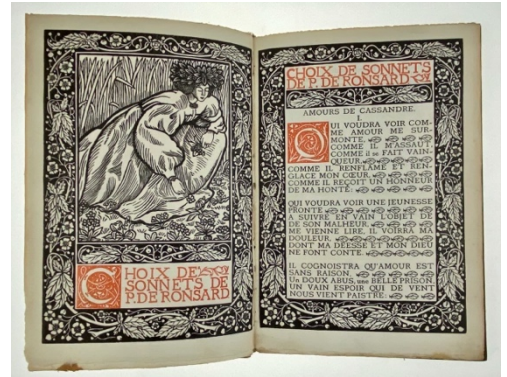 CHOIX DE
SONNETS DE
P. DE RONSARD
CHOIX DE SONNETS
DE P. DE RONSARD
AMOURS DE CASSANDRE.
I.
QUI VOUDRA VOIR COM-
ME AMOUR ME SUR-
MONTE,
COMME IL M'ASSAUT,
COMME il se FAIT VAIN-
QUEUR,
COMME IL RENFLAME ET REN-
GLACE MON CŒUR,
COMME IL REÇOIT UN HONNEUR
DE MA HONTE:
QUI VOUDRA VOIR UNE JEUNESSE
PRONTE
A SUIVRE EN VAIN L'OBJET DE
DE SON MALHEUR,
ME VIENNE LIRE, IL VOIRRA MA
DOULEUR,
DONT MA DEESSE ET MON DIEU
NE FONT CONTE.
IL COGNOISTRA QU'AMOUR EST
SANS RAISON,
UN DOUX ABUS, une BELLE PRISON,
UN VAIN ESPOIR QUI DE VENT
NOUS VIENT PAISTRE: